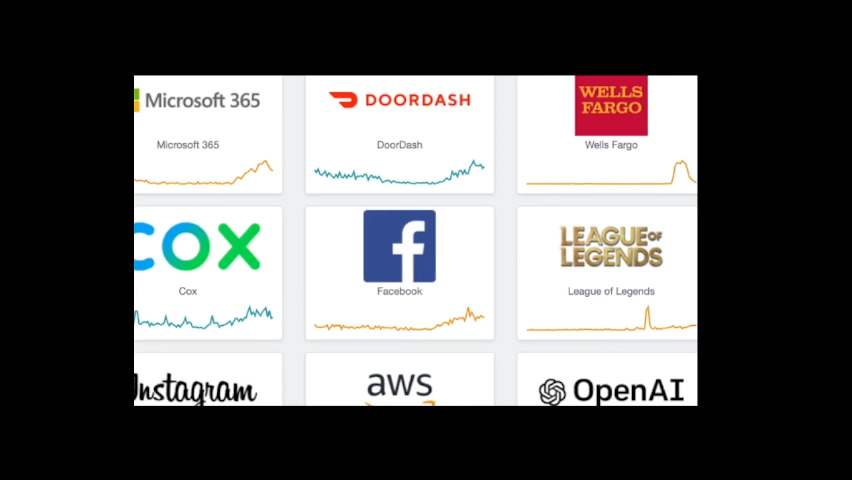 Microsoft 365
DOORDASH
WELLS
FARGO
Microsoft 365
DoorDash
Wells Fargo
COX
f
LEAGUE OF
LEGENDS
Cox
Facebook
League of Legends
Instagram
aws
OpenAI